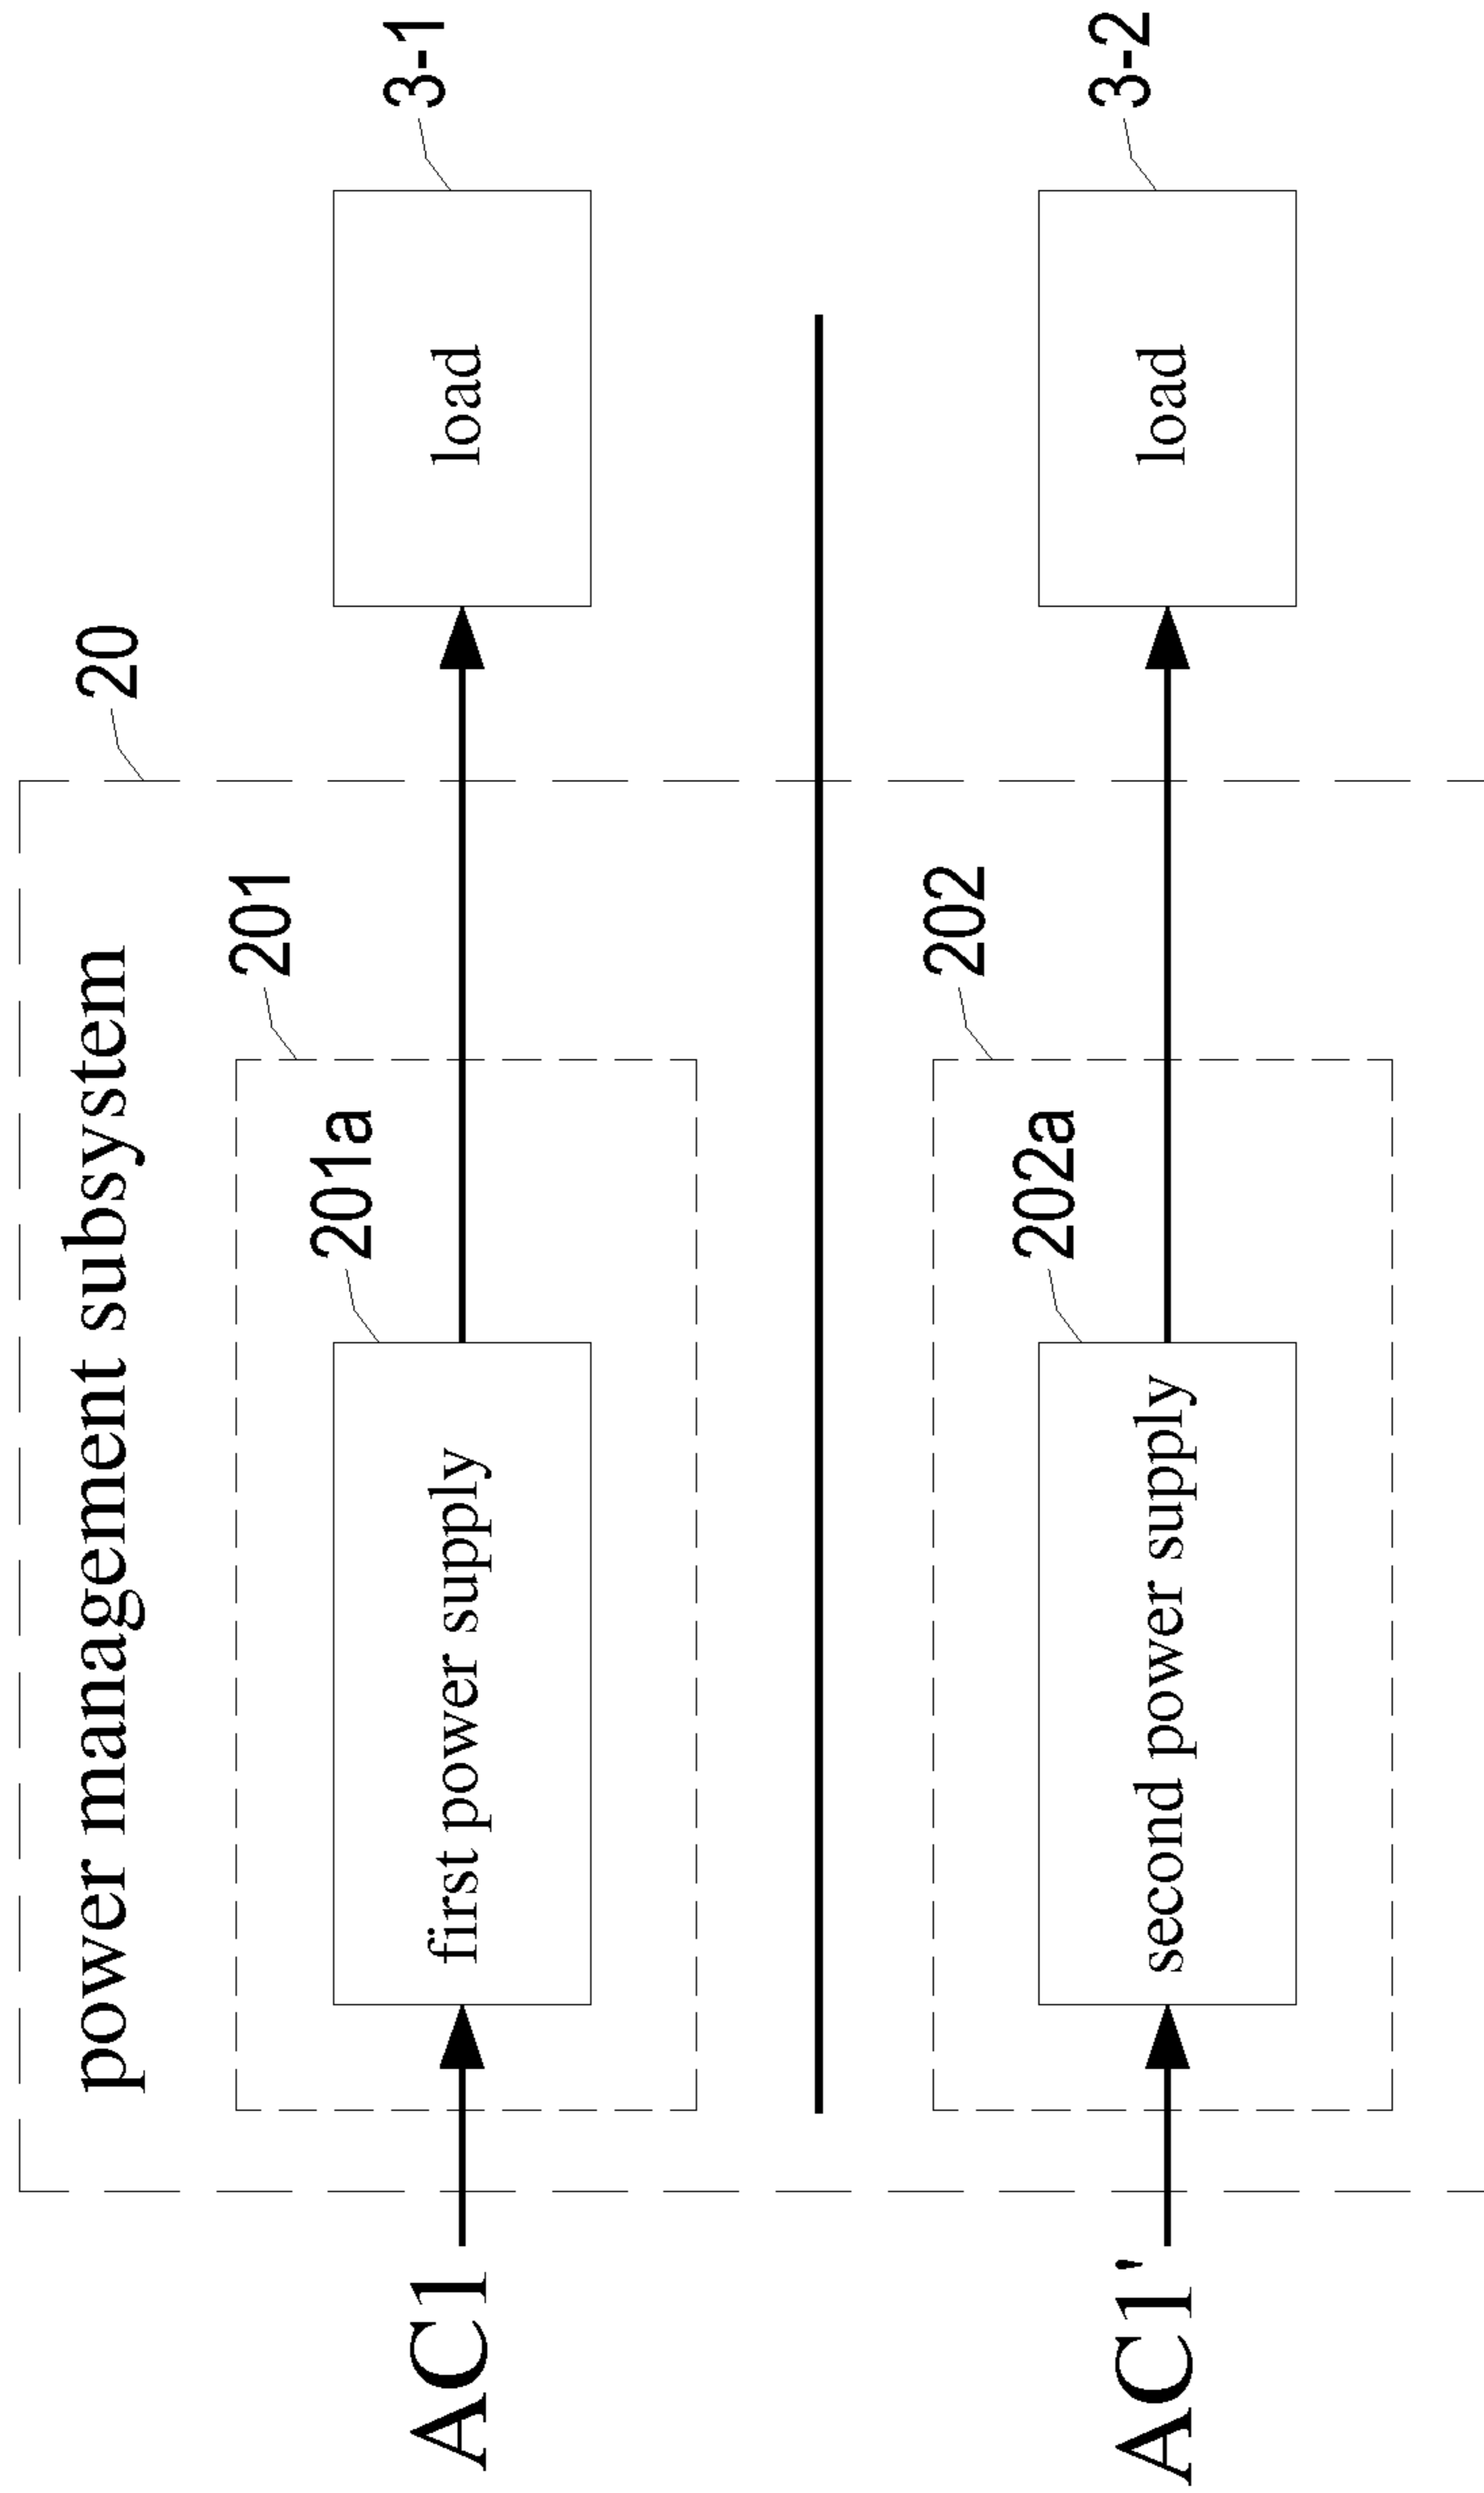 20
power management subsystem
201
201a
3-1
AC1
first power supply
load
202
202a
3-2
AC1'
second power supply
load